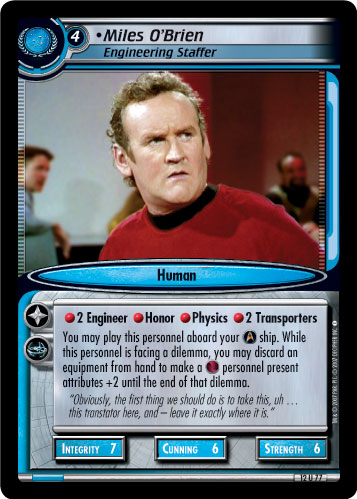 4
•Miles O'Brien
Engineering Staffer
Human
2 Engineer • Honor • Physics • 2 Transporters
You may play this personnel aboard your ship. While
this personnel is facing a dilemma, you may discard an
equipment from hand to make a personnel present
attributes +2 until the end of that dilemma.
"Obviously, the first thing we should do is to take this, uh ...
this transtator here, and – leave it exactly where it is."
INTEGRITY 7 CUNNING 6 STRENGTH 6
12 U 77